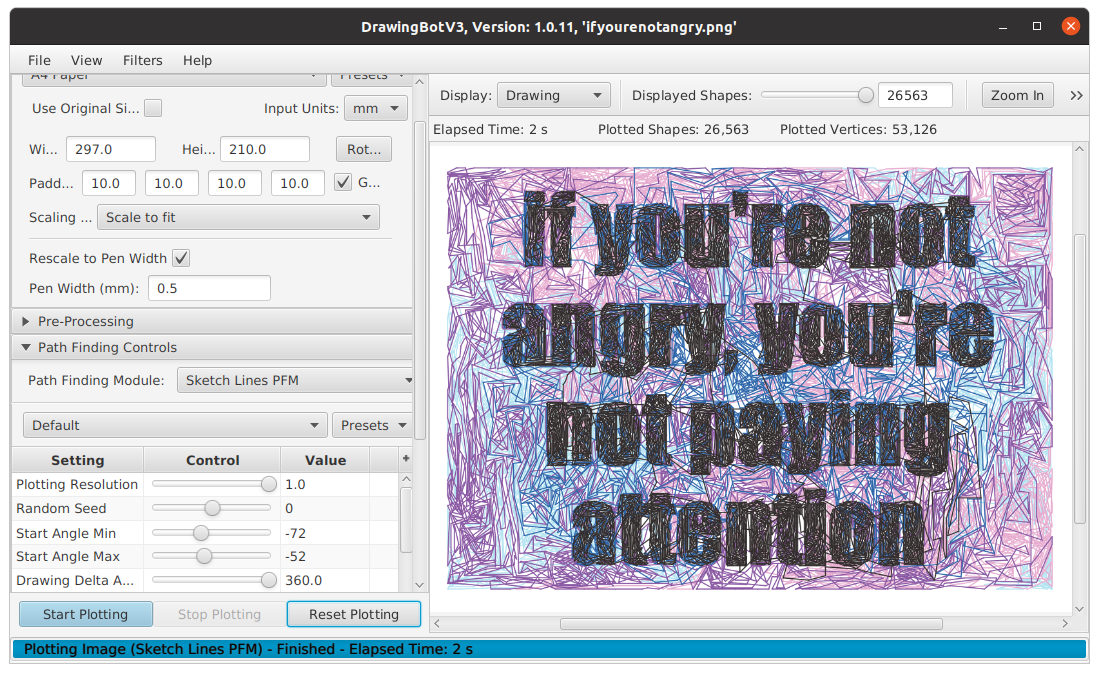 DrawingBotV3, Version: 1.0.11, 'ifyourenotangry.png'
File View Filters Help
A4 Paper Presets
Use Original Si... Input Units: mm
Wi... 297.0 Hei... 210.0 Rot...
Padd... 10.0 10.0 10.0 10.0 G...
Scaling ... Scale to fit
Rescale to Pen Width
Pen Width (mm): 0.5
Pre-Processing
Path Finding Controls
Path Finding Module: Sketch Lines PFM
Default Presets
Setting Control Value +
Plotting Resolution 1.0
Random Seed 0
Start Angle Min -72
Start Angle Max -52
Drawing Delta A... 360.0
Start Plotting Stop Plotting Reset Plotting
Display: Drawing Displayed Shapes: 26563 Zoom In >>
Elapsed Time: 2 s Plotted Shapes: 26,563 Plotted Vertices: 53,126
If you're not
angry, you're
not paying
attention
Plotting Image (Sketch Lines PFM) - Finished - Elapsed Time: 2 s